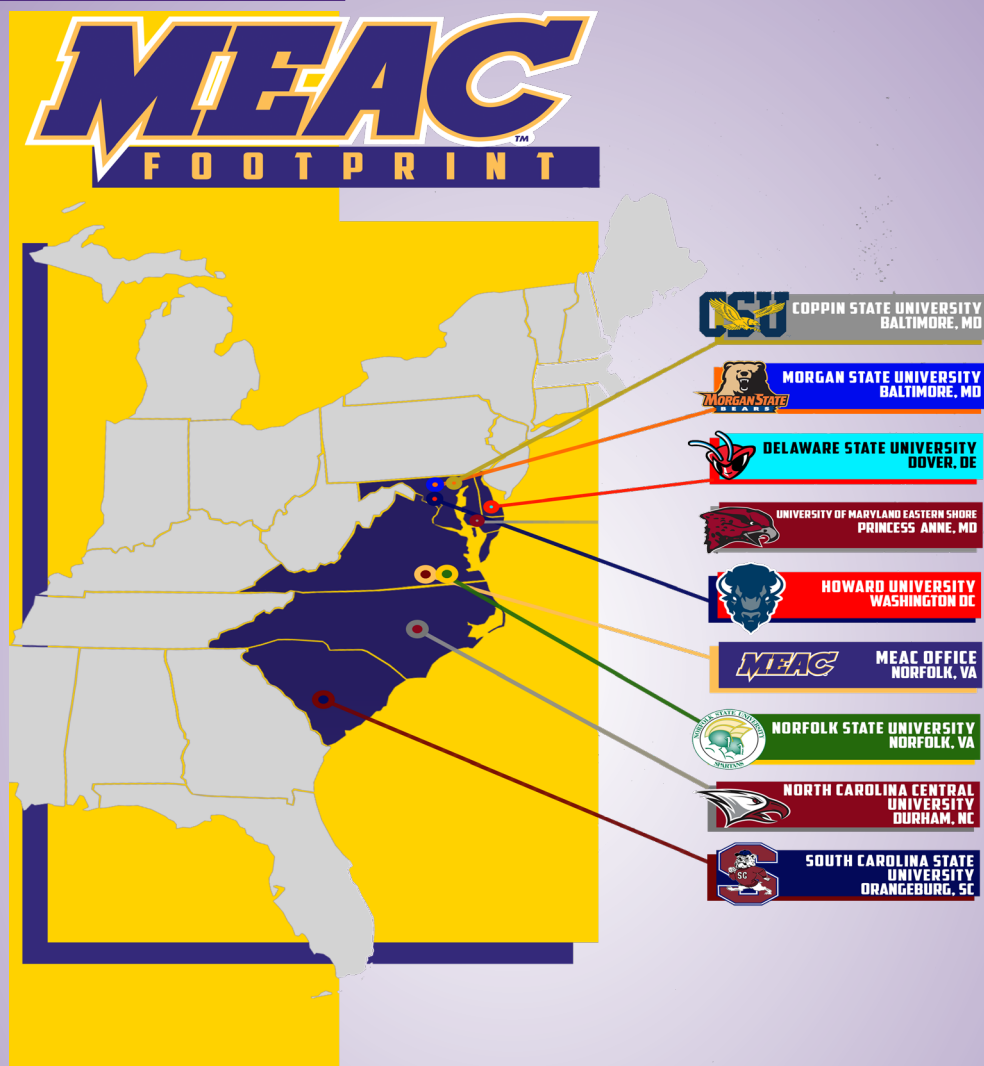 MEAC
TM
FOOTPRINT
CSU
COPPIN STATE UNIVERSITY
BALTIMORE, MD
MORGAN STATE
BEARS
MORGAN STATE UNIVERSITY
BALTIMORE, MD
DELAWARE STATE UNIVERSITY
DOVER, DE
UNIVERSITY OF MARYLAND EASTERN SHORE
PRINCESS ANNE, MD
HOWARD UNIVERSITY
WASHINGTON DC
MEAC
MEAC OFFICE
NORFOLK, VA
NORFOLK STATE UNIVERSITY
SPARTANS
NORFOLK STATE UNIVERSITY
NORFOLK, VA
NORTH CAROLINA CENTRAL
UNIVERSITY
DURHAM, NC
S
SC
SOUTH CAROLINA STATE
UNIVERSITY
ORANGEBURG, SC